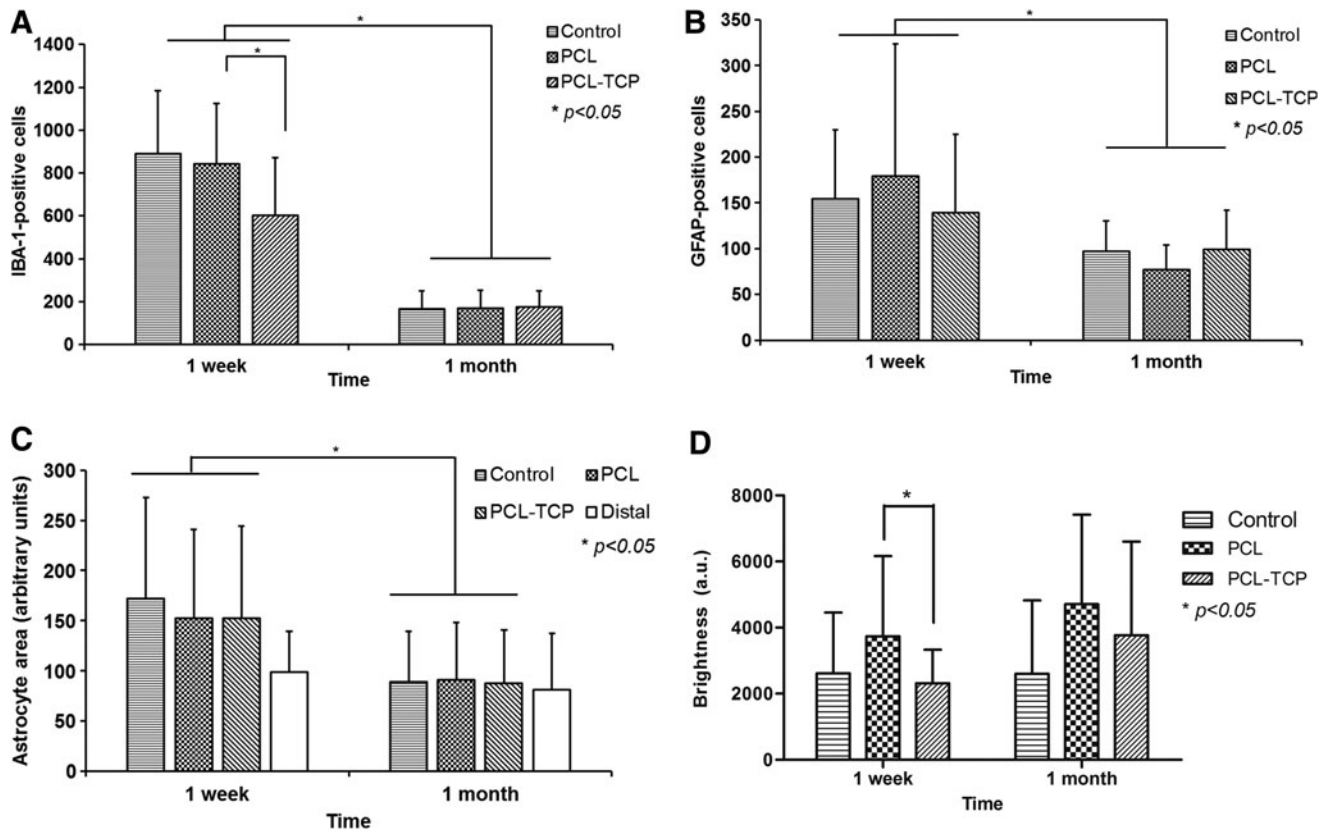 A
*
Control
PCL
PCL-TCP
* p<0.05
*
1400
1200
1000
800
600
400
200
0
IBA-1-positive cells
1 week
1 month
Time
B
*
Control
PCL
PCL-TCP
* p<0.05
350
300
250
200
150
100
50
0
GFAP-positive cells
1 week
1 month
Time
C
*
Control
PCL
PCL-TCP
Distal
* p<0.05
300
250
200
150
100
50
0
Astrocyte area (arbitrary units)
1 week
1 month
Time
D
*
Control
PCL
PCL-TCP
* p<0.05
8000
6000
4000
2000
0
Brightness (a.u.)
1 week
1 month
Time